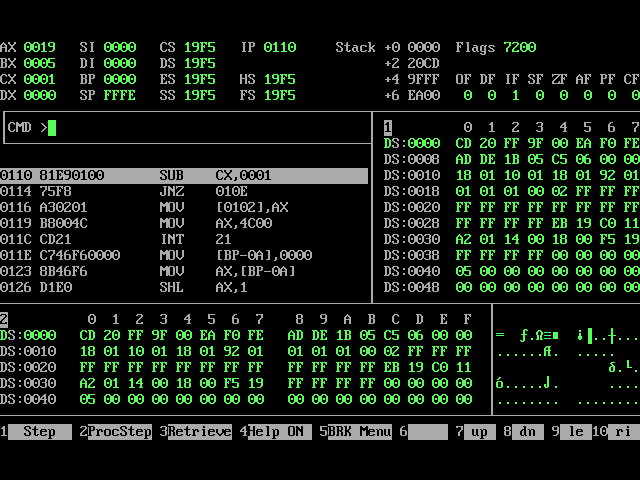 AX 0019 SI 0000 CS 19F5 IP 0110 Stack +0 0000 Flags 7200
BX 0005 DI 0000 DS 19F5 +2 20CD
CX 0001 BP 0000 ES 19F5 HS 19F5 +4 9FFF OF DF IF SF ZF AF PF CF
DX 0000 SP FFFE SS 19F5 FS 19F5 +6 EA00 0 0 1 0 0 0 0 0
CMD >
1 0 1 2 3 4 5 6 7
DS:0000 CD 20 FF 9F 00 EA F0 FE
DS:0008 AD DE 1B 05 C5 06 00 00
DS:0010 18 01 10 01 18 01 92 01
DS:0018 01 01 01 00 02 FF FF FF
DS:0020 FF FF FF FF FF FF FF FF
DS:0028 FF FF FF FF EB 19 C0 11
DS:0030 A2 01 14 00 18 00 F5 19
DS:0038 FF FF FF FF 00 00 00 00
DS:0040 05 00 00 00 00 00 00 00
DS:0048 00 00 00 00 00 00 00 00
0110 81E90100 SUB CX,0001
0114 75F8 JNZ 010E
0116 A30201 MOV [0102],AX
0119 B8004C MOV AX,4C00
011C CD21 INT 21
011E C746F60000 MOV [BP-0A],0000
0123 8B46F6 MOV AX,[BP-0A]
0126 D1E0 SHL AX,1
2 0 1 2 3 4 5 6 7 8 9 A B C D E F
DS:0000 CD 20 FF 9F 00 EA F0 FE AD DE 1B 05 C5 06 00 00 = ƒ.Ω≡■ ¡▐..┼...
DS:0010 18 01 10 01 18 01 92 01 01 01 01 00 02 FF FF FF ......Æ. .....
DS:0020 FF FF FF FF FF FF FF FF FF FF FF FF EB 19 C0 11 δ.└.
DS:0030 A2 01 14 00 18 00 F5 19 FF FF FF FF 00 00 00 00 ó.....⌡. ....
DS:0040 05 00 00 00 00 00 00 00 00 00 00 00 00 00 00 00 ........ ........
1 Step 2ProcStep 3Retrieve 4Help ON 5BRK Menu 6 7 up 8 dn 9 le 10 ri